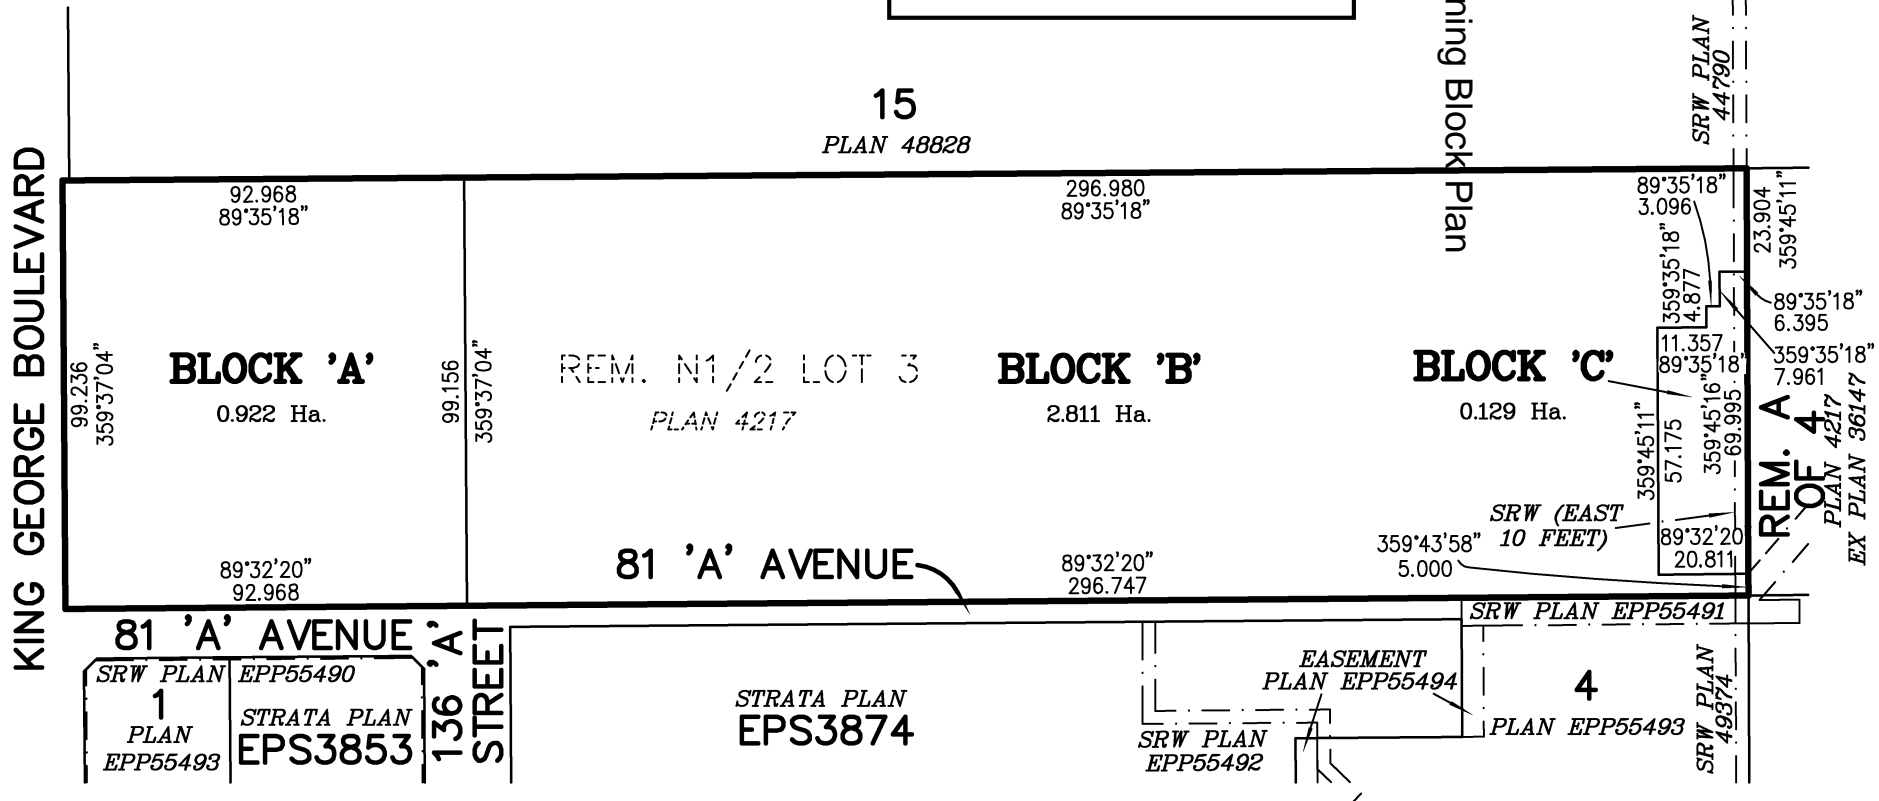 ning Block Plan
SRW PLAN
44790
15
PLAN 48828
KING GEORGE BOULEVARD
92.968
89°35'18"
296.980
89°35'18"
89°35'18"
3.096
23.904
359°45'11"
359°35'18"
4.877
89°35'18"
6.395
359°35'18"
7.961
99.236
359°37'04"
BLOCK 'A'
0.922 Ha.
99.156
359°37'04"
REM. N1/2 LOT 3
PLAN 4217
BLOCK 'B'
2.811 Ha.
BLOCK 'C'
0.129 Ha.
11.357
89°35'18"
359°45'11"
57.175
359°45'16"
69.995
REM. A
OF 4
PLAN 4217
EX PLAN 36147
SRW (EAST
10 FEET)
89°32'20
20.811
359°43'58"
5.000
89°32'20"
92.968
81 'A' AVENUE
89°32'20"
296.747
81 'A' AVENUE
136 'A'
STREET
SRW PLAN EPP55491
SRW PLAN EPP55490
1
PLAN
EPP55493
STRATA PLAN
EPS3853
STRATA PLAN
EPS3874
EASEMENT
PLAN EPP55494
SRW PLAN
EPP55492
4
PLAN EPP55493
SRW PLAN
49374